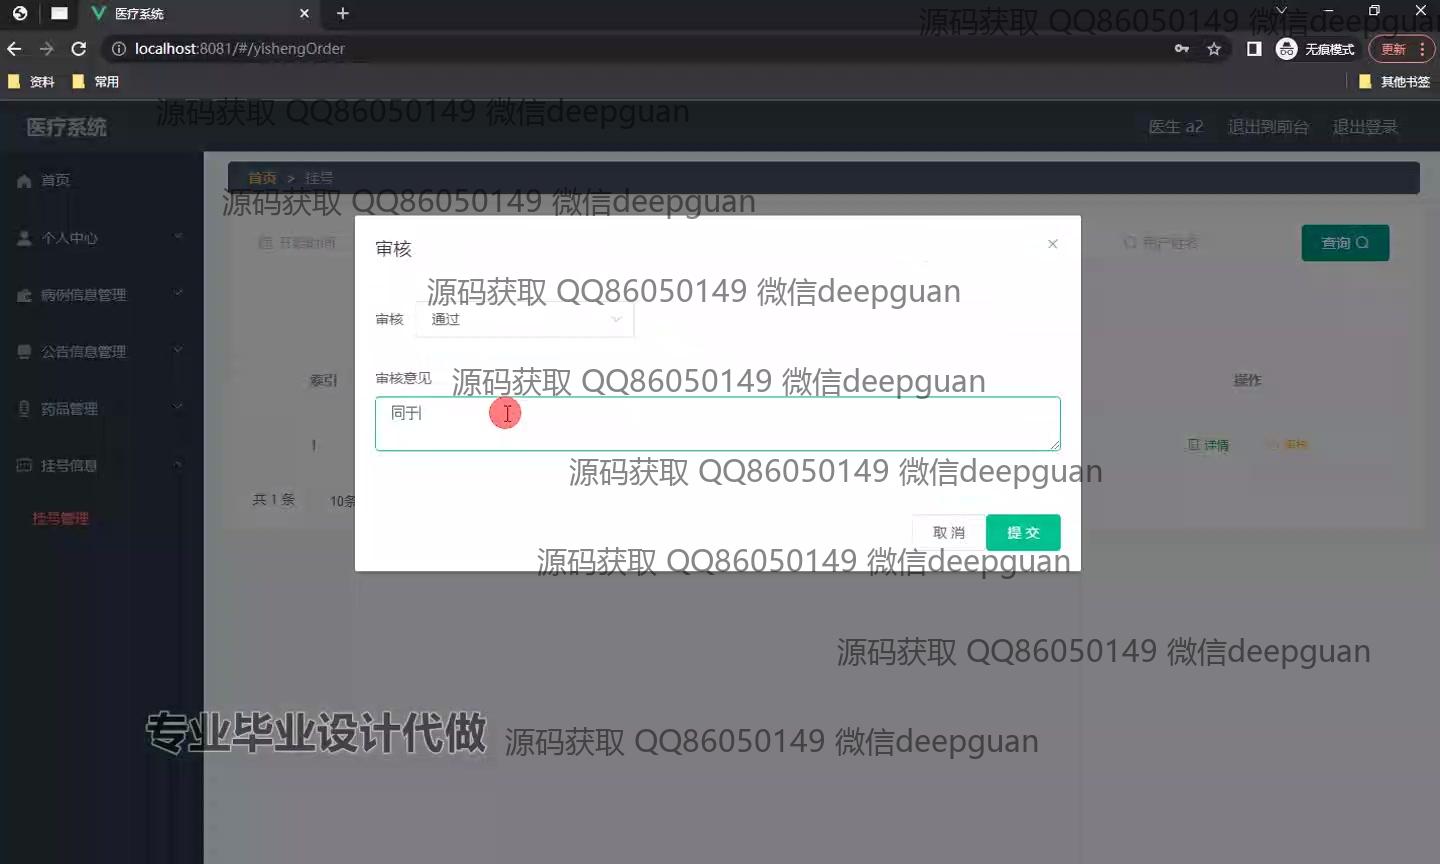 医疗系统
源码获取 QQ86050149 微信deepguan
localhost:8081/#/yishengOrder
无痕模式
更新
资料
常用
其他书签
源码获取 QQ86050149 微信deepguan
医疗系统
医生 a2
退出到前台
退出登录
首页
首页 > 挂号
源码获取 QQ86050149 微信deepguan
个人中心
开始时间
审核
用户姓名
查询
病例信息管理
源码获取 QQ86050149 微信deepguan
审核
通过
公告信息管理
索引
审核意见
源码获取 QQ86050149 微信deepguan
操作
药品管理
同于
1
详情
审核
挂号信息
源码获取 QQ86050149 微信deepguan
共 1 条
10条
挂号管理
取 消
提 交
源码获取 QQ86050149 微信deepguan
源码获取 QQ86050149 微信deepguan
专业毕业设计代做
源码获取 QQ86050149 微信deepguan